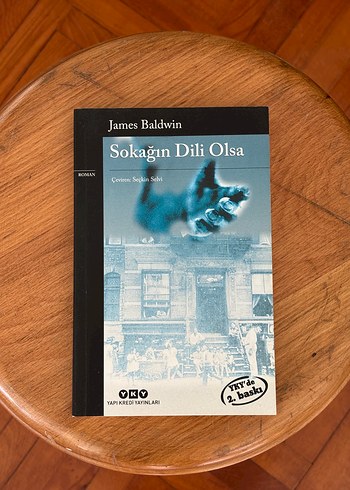 James Baldwin
Sokağın Dili Olsa
ROMAN
Çeviren: Seçkin Selvi
YKY'de
2. baskı
YKY
YAPI KREDİ YAYINLARI